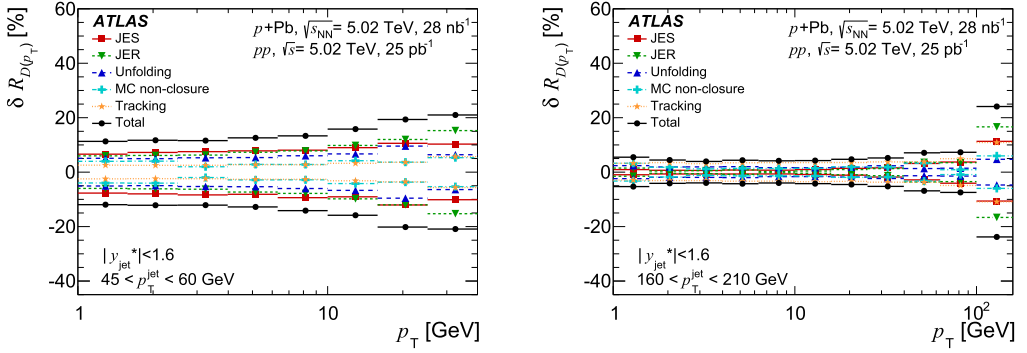 δ R_D(p_T) [%]
60
40
20
0
-20
-40
ATLAS
p+Pb, √s_NN = 5.02 TeV, 28 nb⁻¹
pp, √s = 5.02 TeV, 25 pb⁻¹
JES
JER
Unfolding
MC non-closure
Tracking
Total
|y_jet*|<1.6
45 < p_T^jet < 60 GeV
1
10
p_T [GeV]
δ R_D(p_T) [%]
60
40
20
0
-20
-40
ATLAS
p+Pb, √s_NN = 5.02 TeV, 28 nb⁻¹
pp, √s = 5.02 TeV, 25 pb⁻¹
JES
JER
Unfolding
MC non-closure
Tracking
Total
|y_jet*|<1.6
160 < p_T^jet < 210 GeV
1
10
10²
p_T [GeV]